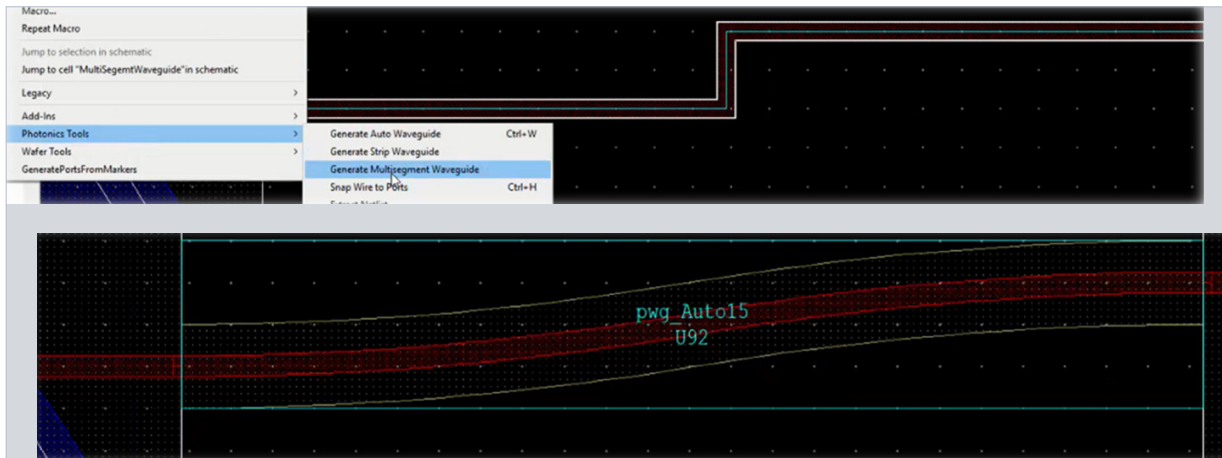 Macro...
Repeat Macro
Jump to selection in schematic
Jump to cell "MultiSegemtWaveguide"in schematic
Legacy >
Add-Ins >
Photonics Tools >
Wafer Tools >
GeneratePortsFromMarkers
Generate Auto Waveguide Ctrl+W
Generate Strip Waveguide
Generate Multisegment Waveguide
Snap Wire to Ports Ctrl+H
Extract Netlist
pwg_Auto15
U92